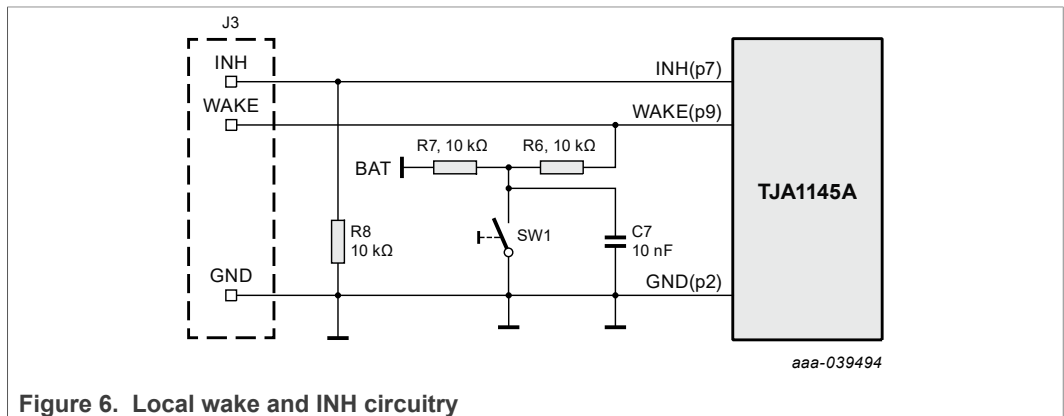 J3
INH
INH(p7)
WAKE
WAKE(p9)
R7, 10 kΩ
R6, 10 kΩ
BAT
TJA1145A
R8
10 kΩ
SW1
C7
10 nF
GND
GND(p2)
aaa-039494
Figure 6. Local wake and INH circuitry